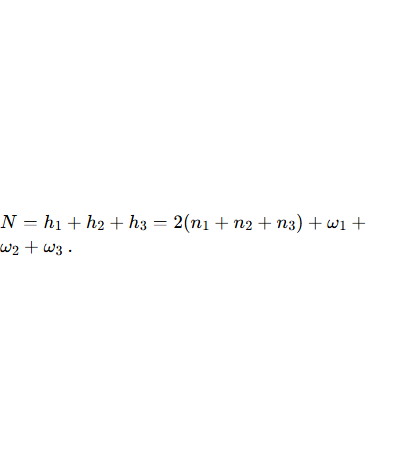 N = h₁ + h₂ + h₃ = 2(n₁ + n₂ + n₃) + ω₁ +
ω₂ + ω₃ .